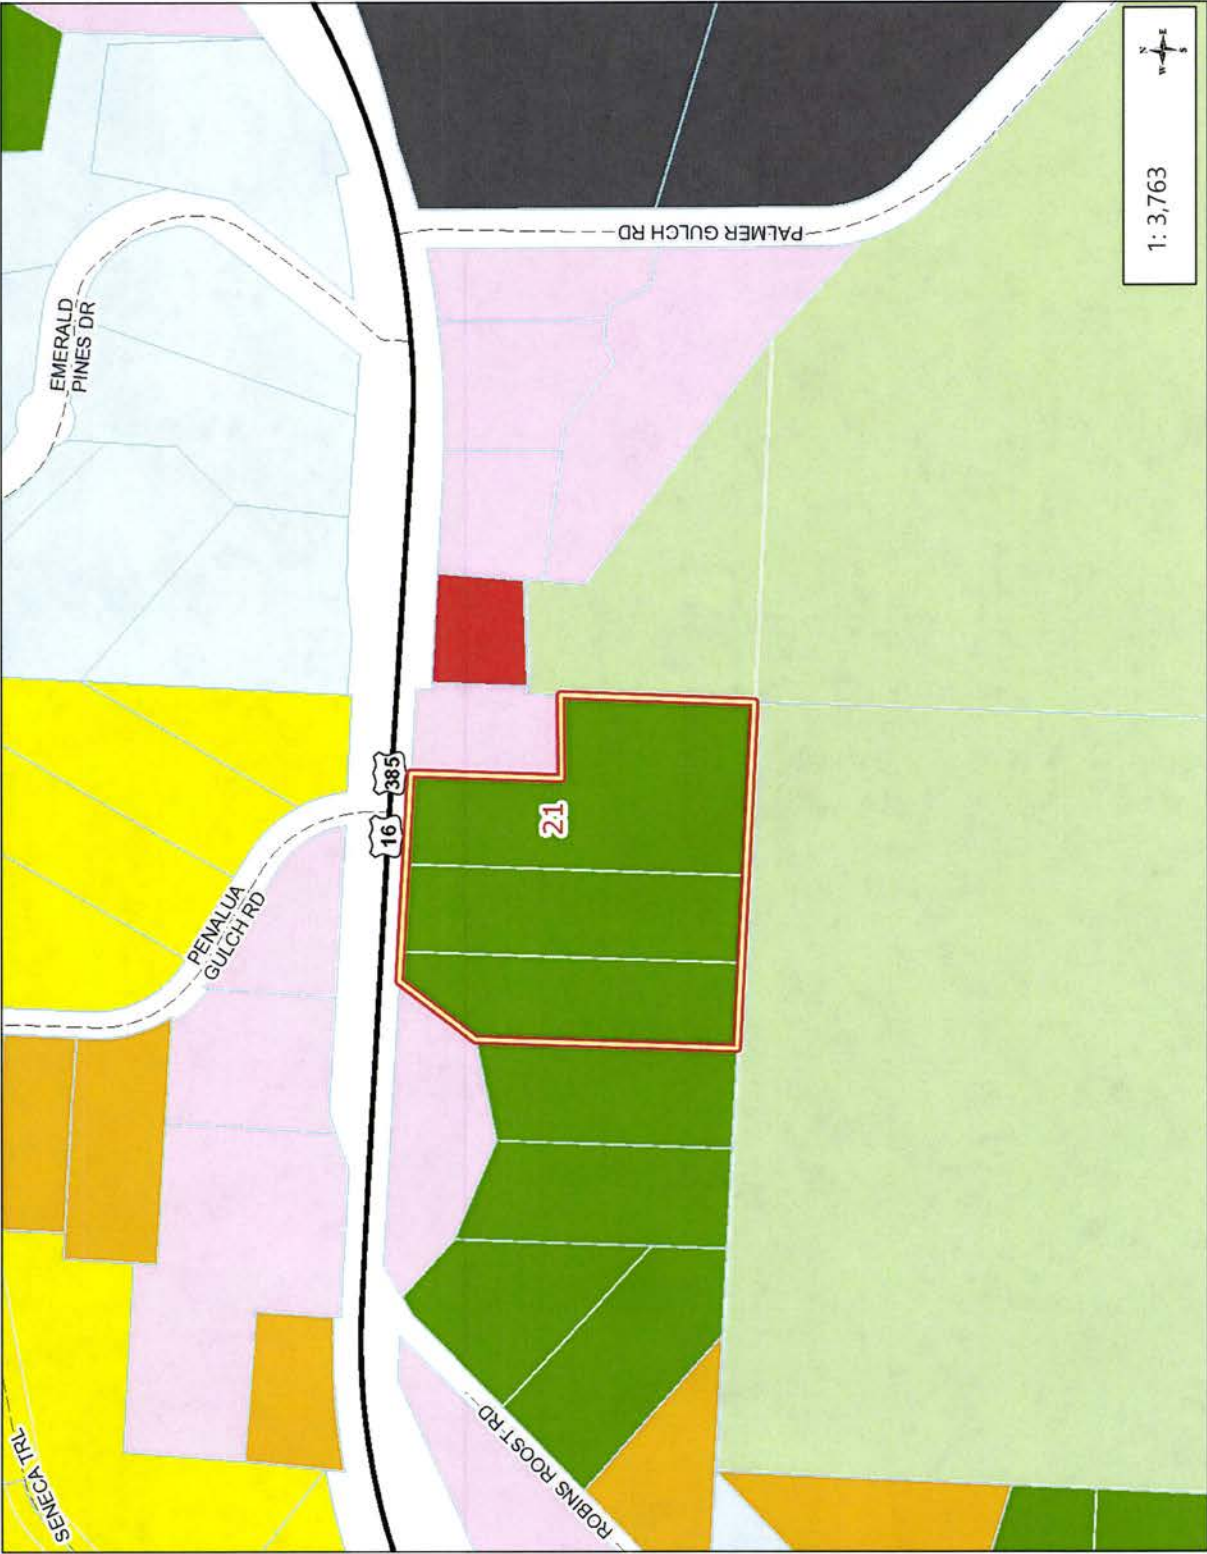 EMERALD
PINES DR
PALMER GULCH RD
N
W E
S
1: 3,763
385
16
21
PENALUA
GULCH RD
ROBINS ROOST RD
SENECA TRL